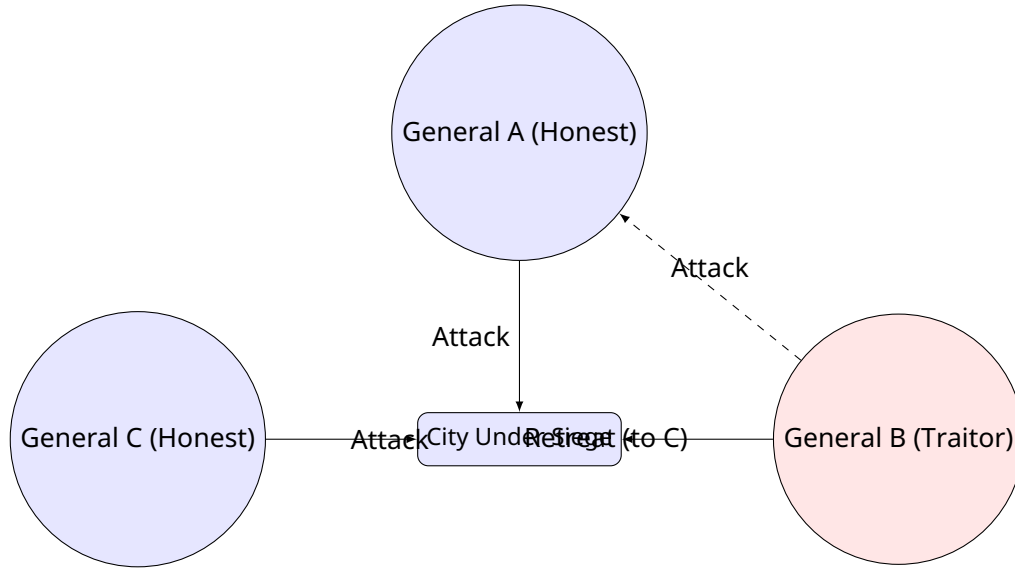 General A (Honest)
Attack
Attack
General C (Honest)
Attack
City Under Siege
Retreat (to C)
General B (Traitor)